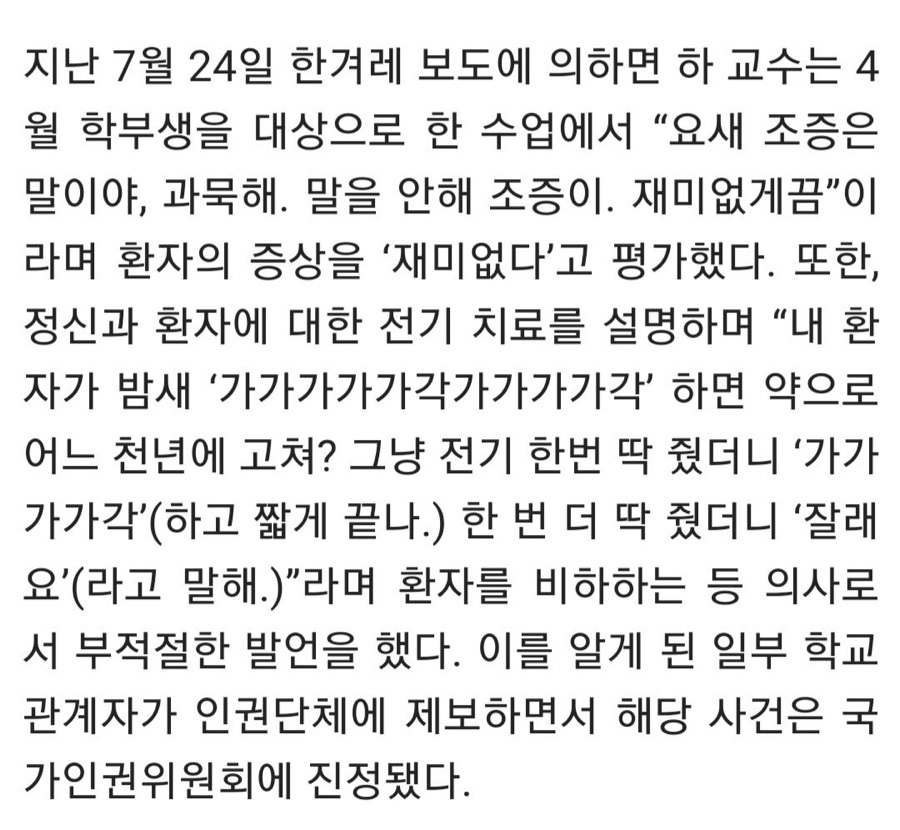 지난 7월 24일 한겨레 보도에 의하면 하 교수는 4
월 학부생을 대상으로 한 수업에서 “요새 조증은
말이야, 과묵해. 말을 안해 조증이. 재미없게끔”이
라며 환자의 증상을 ‘재미없다’고 평가했다. 또한,
정신과 환자에 대한 전기 치료를 설명하며 “내 환
자가 밤새 ‘가가가가가각가가가가각’ 하면 약으로
어느 천년에 고쳐? 그냥 전기 한번 딱 줬더니 ‘가가
가가각’(하고 짧게 끝나.) 한 번 더 딱 줬더니 ‘잘래
요’(라고 말해.)”라며 환자를 비하하는 등 의사로
서 부적절한 발언을 했다. 이를 알게 된 일부 학교
관계자가 인권단체에 제보하면서 해당 사건은 국
가인권위원회에 진정됐다.